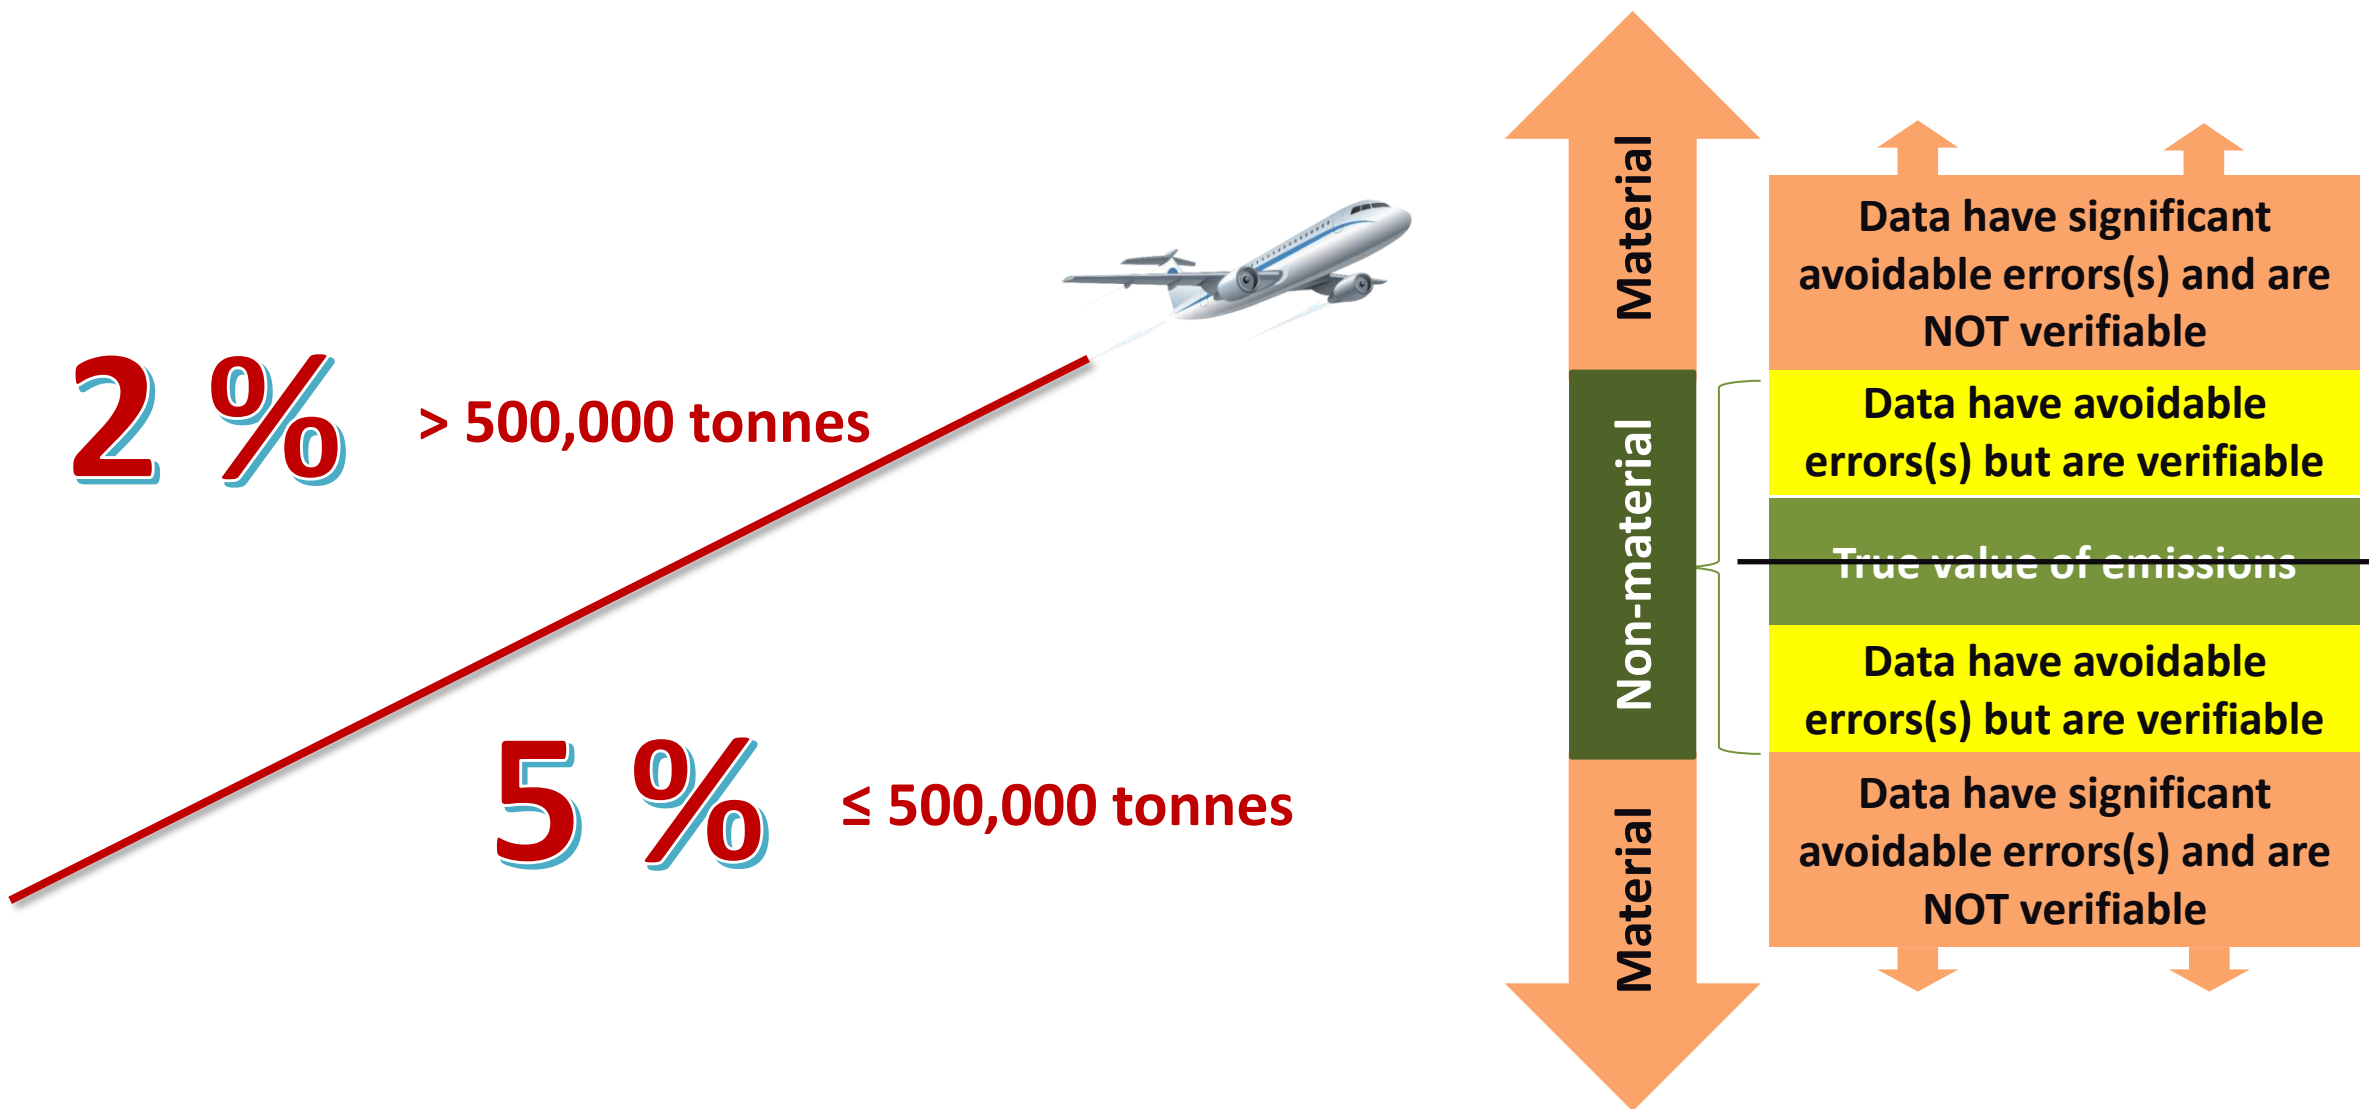 2 %
> 500,000 tonnes
5 %
≤ 500,000 tonnes
Material
Non-material
Material
Data have significant
avoidable errors(s) and are
NOT verifiable
Data have avoidable
errors(s) but are verifiable
True value of emissions
Data have avoidable
errors(s) but are verifiable
Data have significant
avoidable errors(s) and are
NOT verifiable